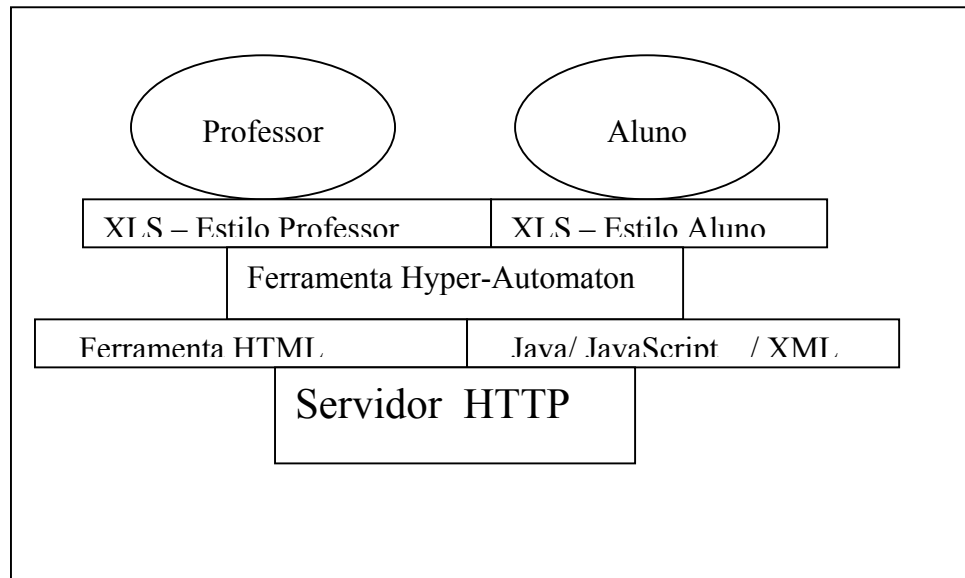 Professor
Aluno
XLS – Estilo Professor
XLS – Estilo Aluno
Ferramenta Hyper-Automaton
Ferramenta HTML
Java/ JavaScript / XML
Servidor HTTP